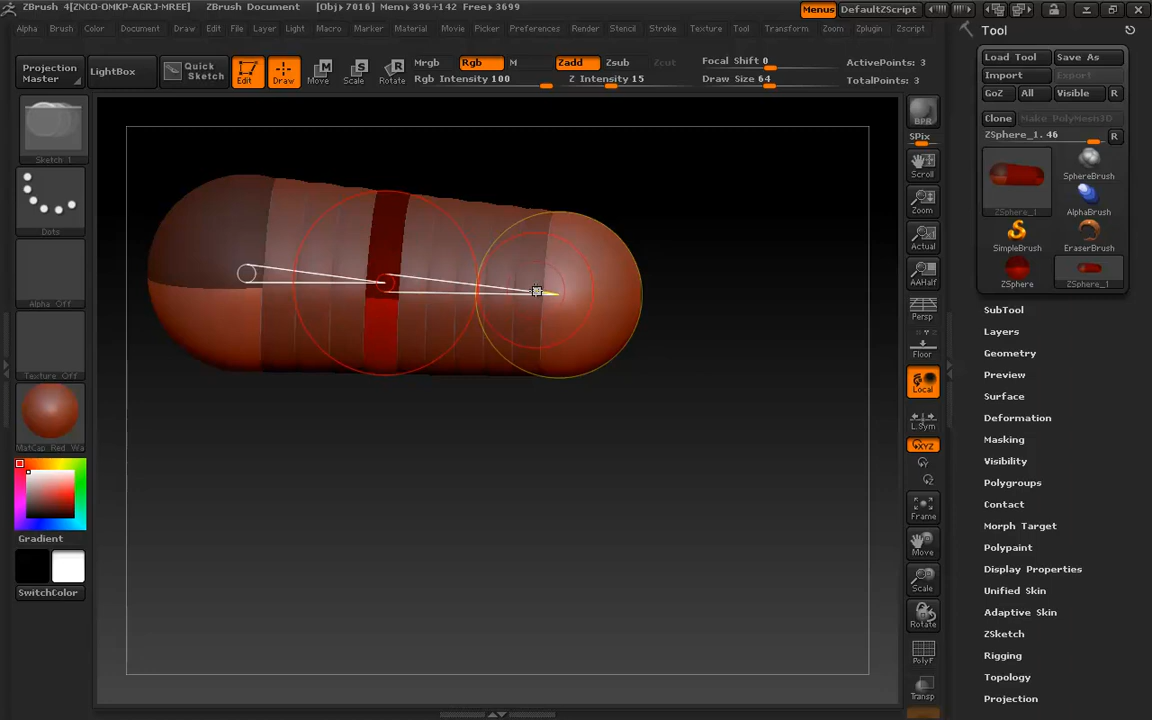 ZBrush 4[ZNCO-OMKP-AGRJ-MREE] ZBrush Document [Obj>7016] Mem>396+142 Free>3699 Menus DefaultZScript
Alpha Brush Color Document Draw Edit File Layer Light Macro Marker Material Movie Picker Preferences Render Stencil Stroke Texture Tool Transform Zoom Zplugin Zscript
Tool
Projection Master
LightBox
Quick Sketch
Edit Draw Move Scale Rotate
Mrgb Rgb M
Rgb Intensity 100
Zadd Zsub Zcut
Z Intensity 15
Focal Shift 0
Draw Size 64
ActivePoints: 3
TotalPoints: 3
Load Tool Save As
Import Export
GoZ All Visible R
Clone Make PolyMesh3D
ZSphere_1. 46 R
ZSphere_1
SphereBrush
AlphaBrush
SimpleBrush
EraserBrush
ZSphere
ZSphere_1
SubTool
Layers
Geometry
Preview
Surface
Deformation
Masking
Visibility
Polygroups
Contact
Morph Target
Polypaint
Display Properties
Unified Skin
Adaptive Skin
ZSketch
Rigging
Topology
Projection
Sketch 1
Dots
Alpha Off
Texture Off
MatCap Red Wa
Gradient
SwitchColor
BPR
SPix
Scroll
Zoom
Actual
AAHalf
Persp
Floor
Local
L.Sym
XYZ
Frame
Move
Scale
Rotate
PolyF
Transp